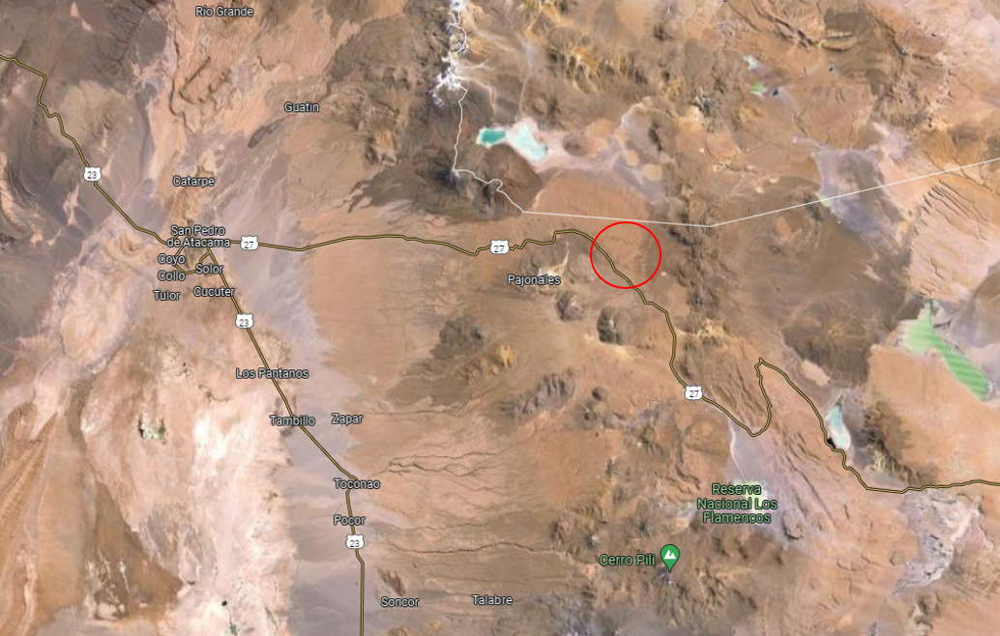 Río Grande
Guatin
23
Catarpe
San Pedro
de Atacama
27
27
Coyo
Solor
Collo
Pajonales
Tulor
Cucuter
23
Los Pantanos
27
Tambillo
Zapar
Toconao
Reserva
Nacional Los
Flamencos
Pocor
23
Cerro Pili
Soncor
Talabre